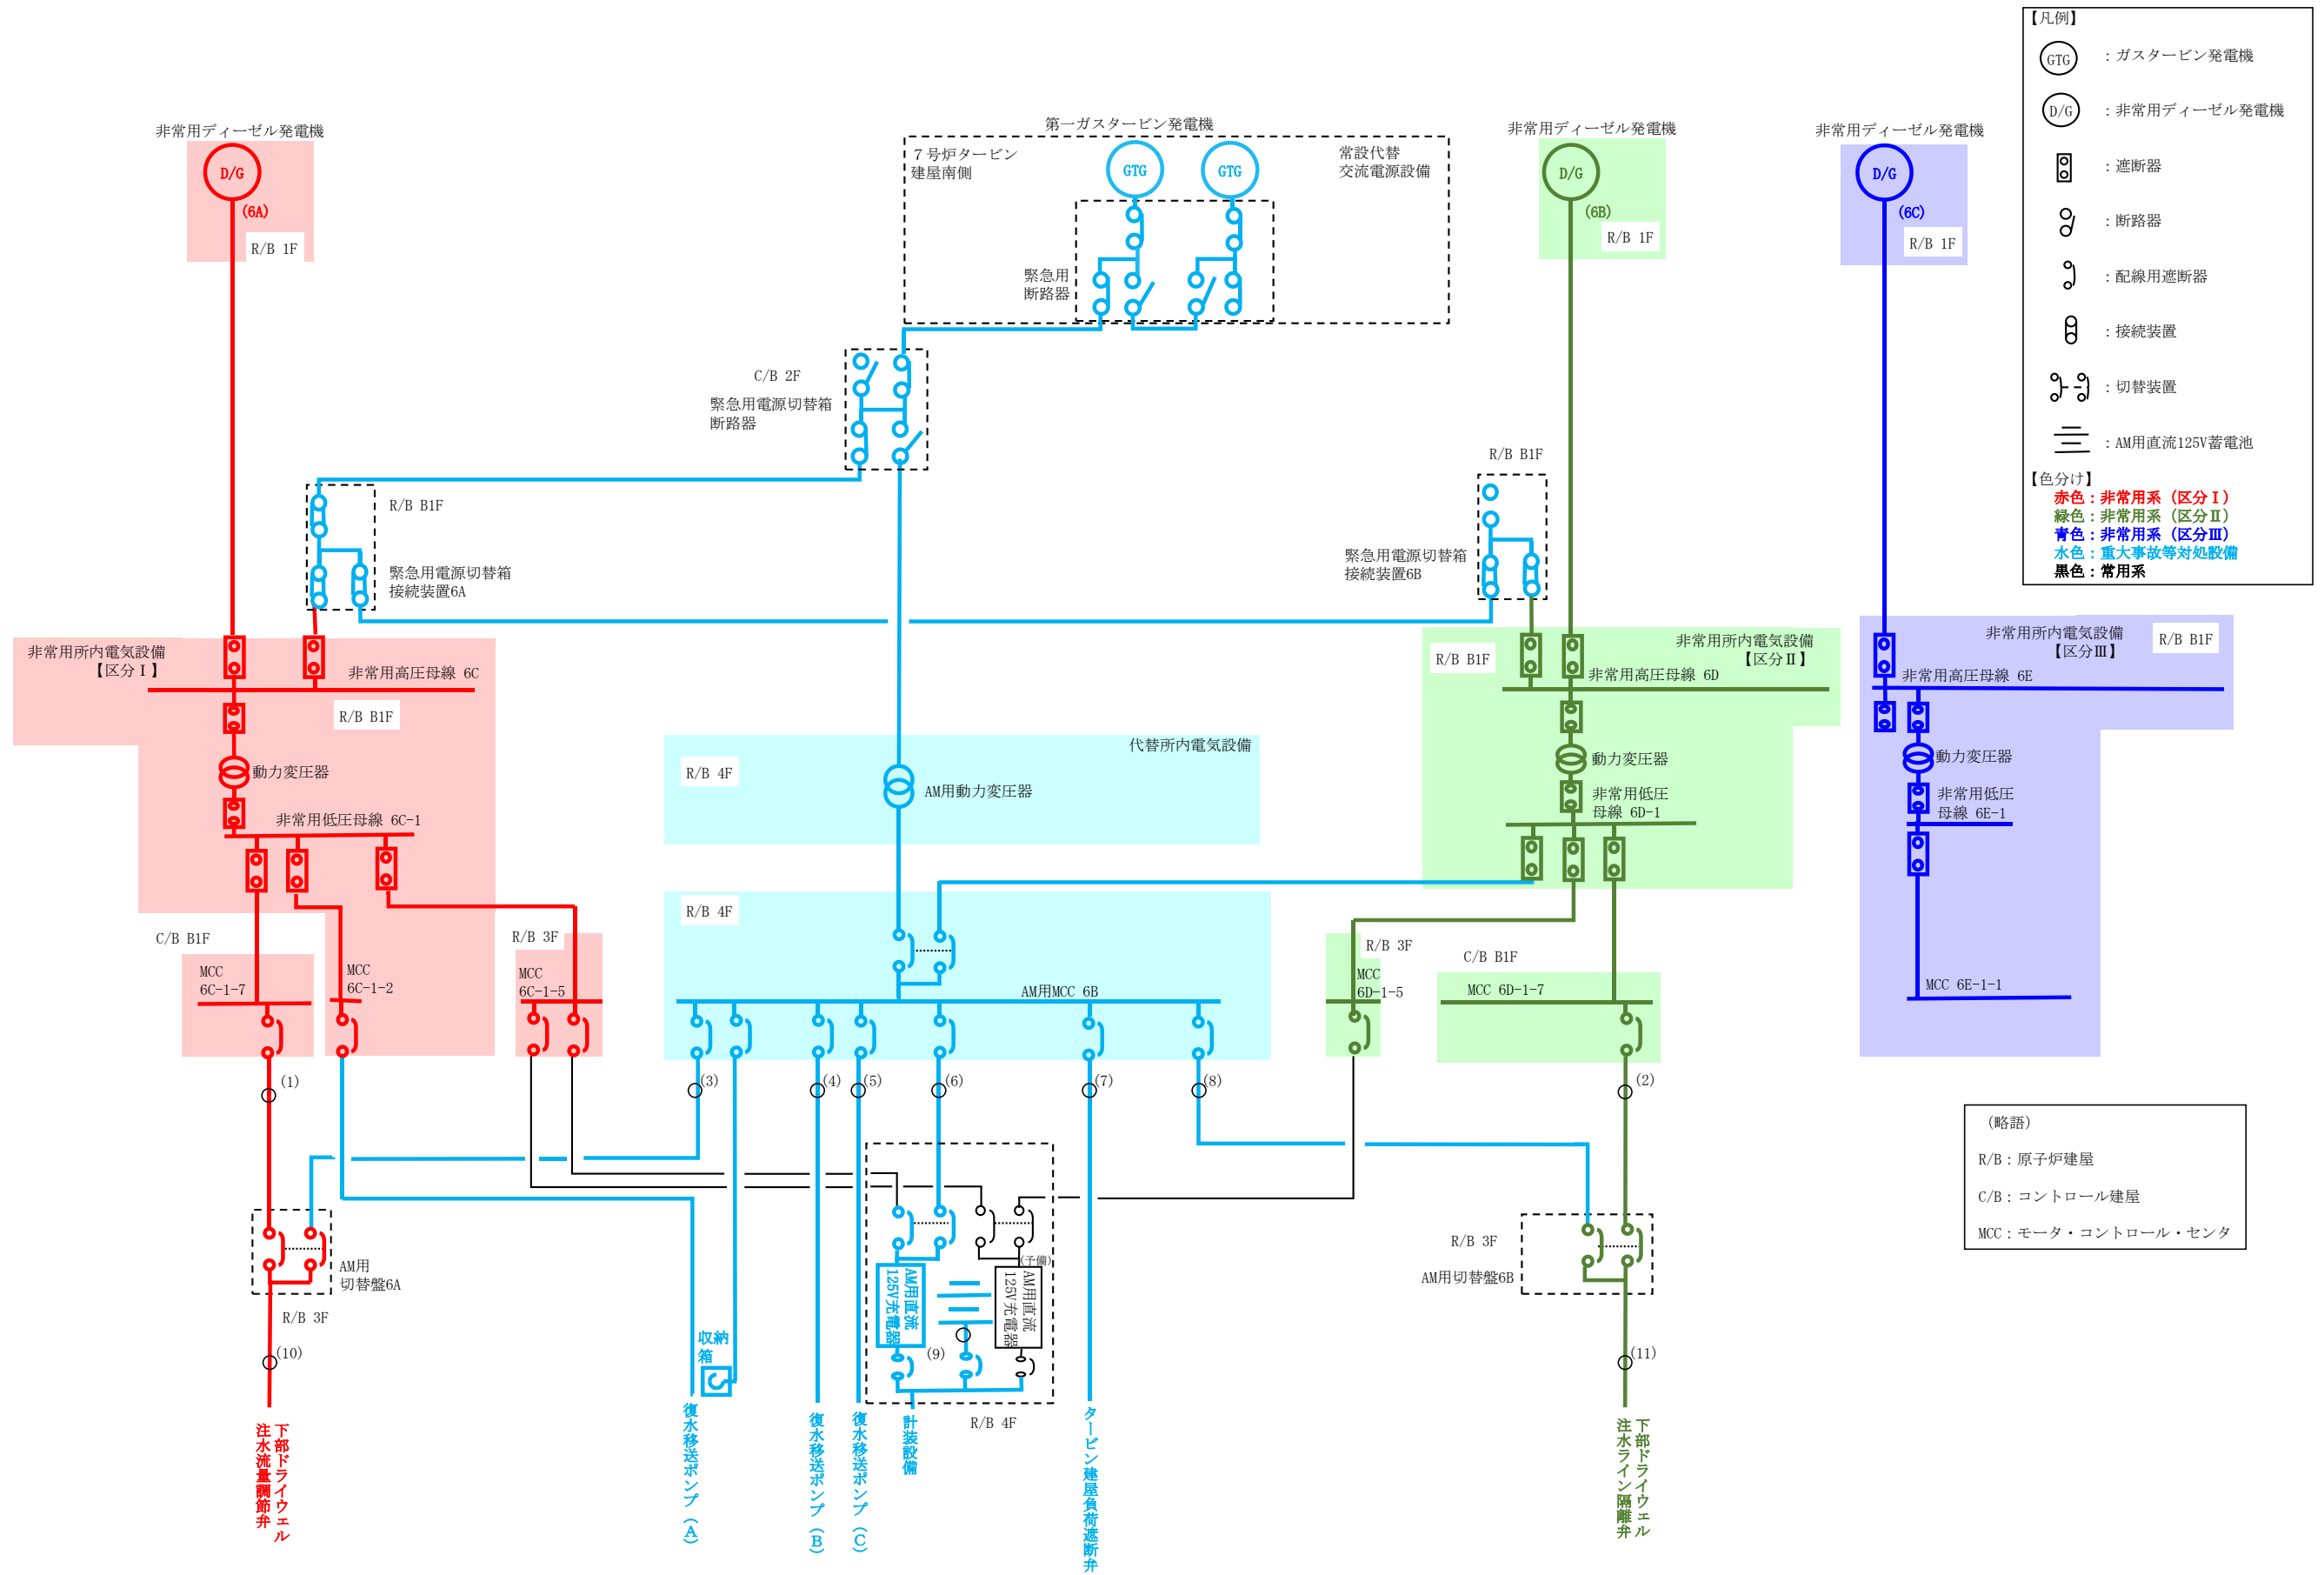 【凡例】
GTG
：ガスタービン発電機
D/G
：非常用ディーゼル発電機
：遮断器
：断路器
：配線用遮断器
：接続装置
：切替装置
：AM用直流125V蓄電池
【色分け】
赤色：非常用系（区分Ⅰ）
緑色：非常用系（区分Ⅱ）
青色：非常用系（区分Ⅲ）
水色：重大事故等対処設備
黒色：常用系
非常用ディーゼル発電機
D/G
(6A)
R/B 1F
第一ガスタービン発電機
７号炉タービン
建屋南側
GTG
GTG
常設代替
交流電源設備
緊急用
断路器
非常用ディーゼル発電機
D/G
(6B)
R/B 1F
非常用ディーゼル発電機
D/G
(6C)
R/B 1F
C/B 2F
緊急用電源切替箱
断路器
R/B B1F
緊急用電源切替箱
接続装置6A
R/B B1F
緊急用電源切替箱
接続装置6B
非常用所内電気設備
【区分Ⅰ】
非常用高圧母線 6C
R/B B1F
動力変圧器
非常用低圧母線 6C-1
R/B B1F
非常用所内電気設備
【区分Ⅱ】
非常用高圧母線 6D
動力変圧器
非常用低圧
母線 6D-1
非常用所内電気設備
【区分Ⅲ】
R/B B1F
非常用高圧母線 6E
動力変圧器
非常用低圧
母線 6E-1
MCC 6E-1-1
代替所内電気設備
R/B 4F
AM用動力変圧器
R/B 4F
AM用MCC 6B
C/B B1F
MCC
6C-1-7
MCC
6C-1-2
R/B 3F
MCC
6C-1-5
R/B 3F
MCC
6D-1-5
C/B B1F
MCC 6D-1-7
(1)
(3)
(4)
(5)
(6)
(7)
(8)
(2)
AM用
切替盤6A
R/B 3F
(10)
下部ドライウェル
注水流量調節弁
収納
箱
復水移送ポンプ（A）
復水移送ポンプ（B）
復水移送ポンプ（C）
AM用直流
125V充電器
(9)
(予備)
AM用直流
125V充電器
R/B 4F
計装設備
タービン建屋負荷遮断弁
R/B 3F
AM用切替盤6B
(11)
下部ドライウェル
注水ライン隔離弁
（略語）
R/B：原子炉建屋
C/B：コントロール建屋
MCC：モータ・コントロール・センタ